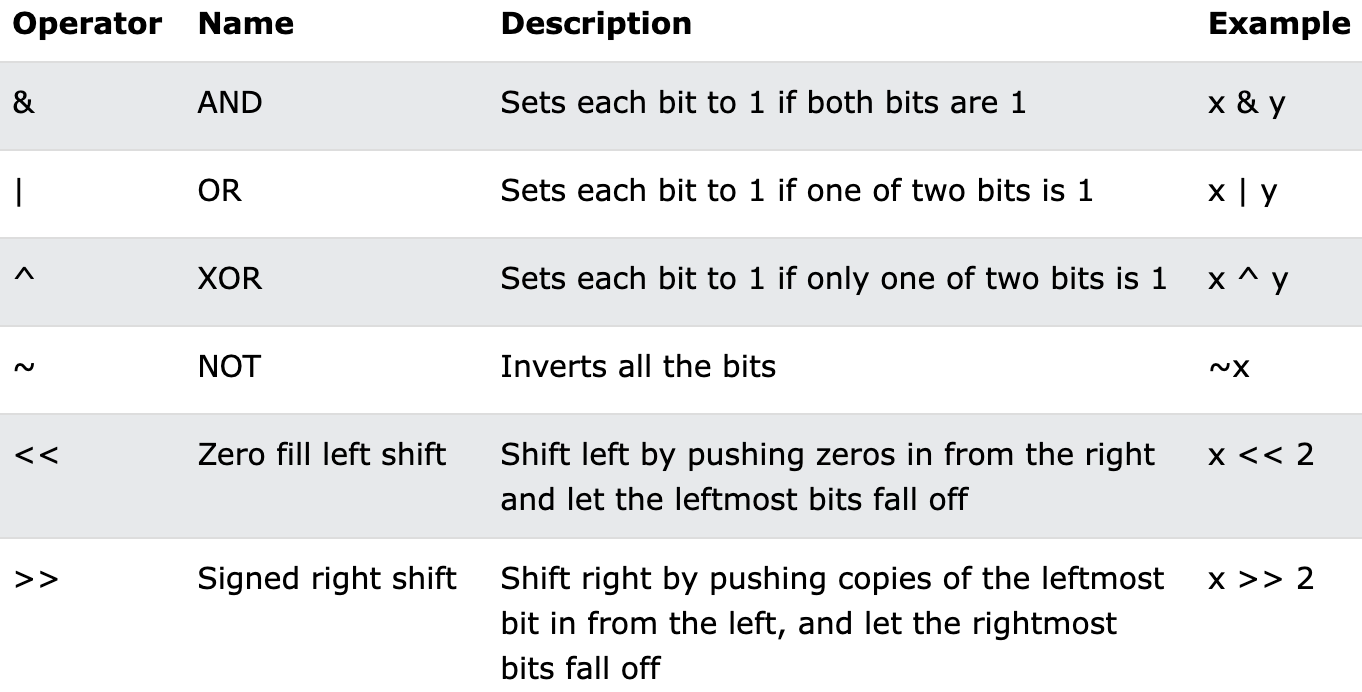 Operator Name Description Example
& AND Sets each bit to 1 if both bits are 1 x & y
| OR Sets each bit to 1 if one of two bits is 1 x | y
^ XOR Sets each bit to 1 if only one of two bits is 1 x ^ y
~ NOT Inverts all the bits ~x
<< Zero fill left shift Shift left by pushing zeros in from the right x << 2
and let the leftmost bits fall off
>> Signed right shift Shift right by pushing copies of the leftmost x >> 2
bit in from the left, and let the rightmost
bits fall off